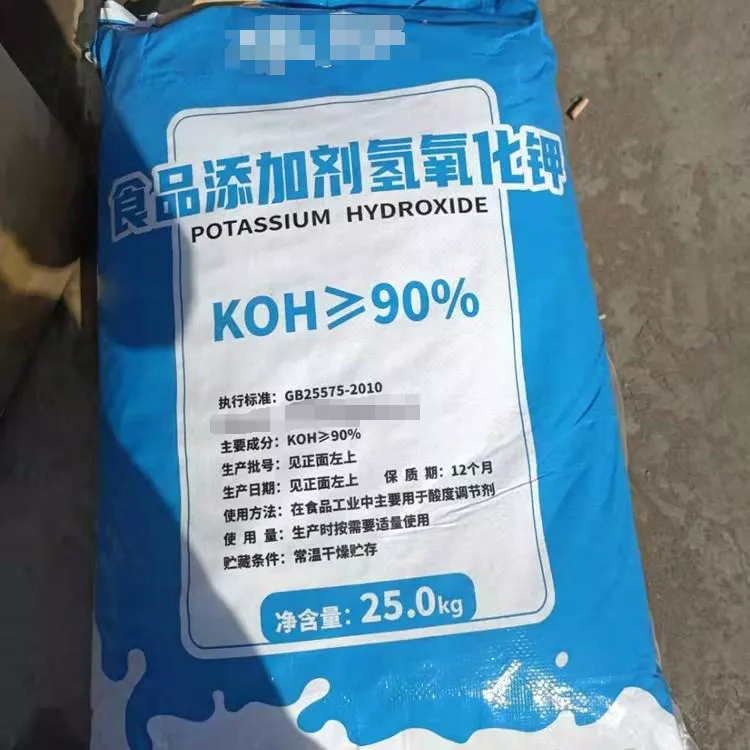 食品添加剂氢氧化钾
POTASSIUM HYDROXIDE
KOH≥90%
执行标准：GB25575-2010
主要成分：KOH≥90%
生产批号：见正面左上
生产日期：见正面左上 保质期：12个月
使用方法：在食品工业中主要用于酸度调节剂
使用量：生产时按需要适量使用
贮藏条件：常温干燥贮存
净含量：25.0kg